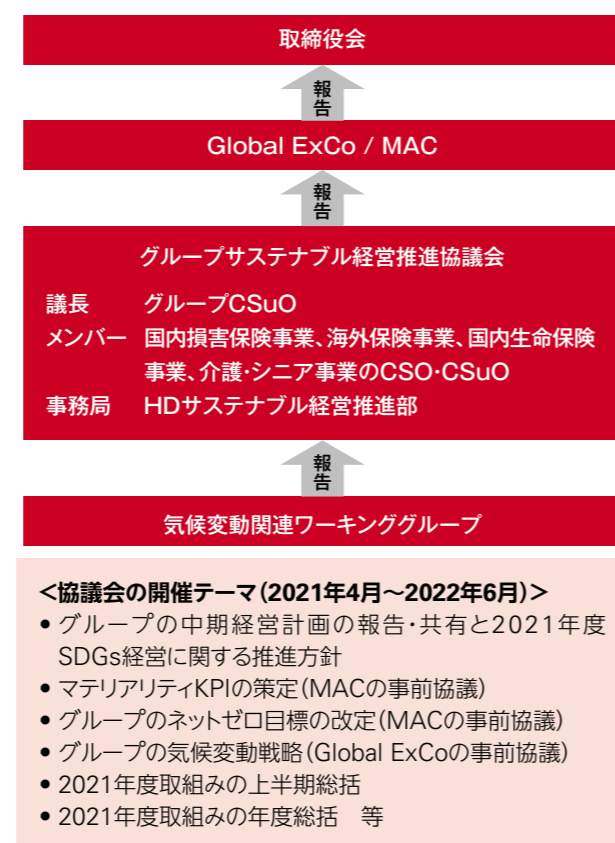 取締役会
報告
Global ExCo / MAC
報告
グループサステナブル経営推進協議会
議長 グループCSuO
メンバー 国内損害保険事業、海外保険事業、国内生命保険
事業、介護・シニア事業のCSO・CSuO
事務局 HDサステナブル経営推進部
報告
気候変動関連ワーキンググループ
＜協議会の開催テーマ（2021年4月～2022年6月）＞
• グループの中期経営計画の報告・共有と2021年度
SDGs経営に関する推進方針
• マテリアリティKPIの策定（MACの事前協議）
• グループのネットゼロ目標の改定（MACの事前協議）
• グループの気候変動戦略（Global ExCoの事前協議）
• 2021年度取組みの上半期総括
• 2021年度取組みの年度総括　等